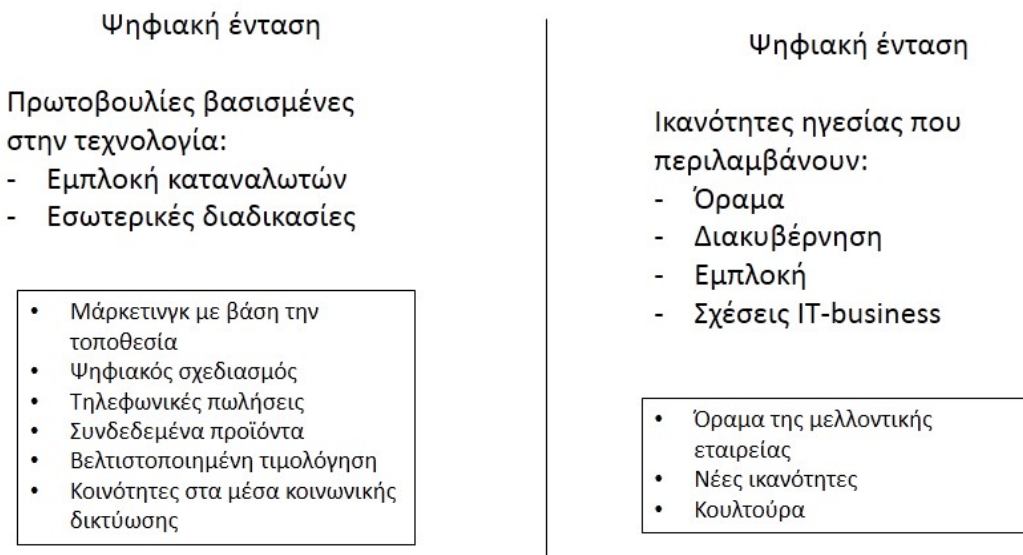 Ψηφιακή ένταση
Πρωτοβουλίες βασισμένες
στην τεχνολογία:
- Εμπλοκή καταναλωτών
- Εσωτερικές διαδικασίες
• Μάρκετινγκ με βάση την
τοποθεσία
• Ψηφιακός σχεδιασμός
• Τηλεφωνικές πωλήσεις
• Συνδεδεμένα προϊόντα
• Βελτιστοποιημένη τιμολόγηση
• Κοινότητες στα μέσα κοινωνικής
δικτύωσης
Ψηφιακή ένταση
Ικανότητες ηγεσίας που
περιλαμβάνουν:
- Όραμα
- Διακυβέρνηση
- Εμπλοκή
- Σχέσεις IT-business
• Όραμα της μελλοντικής
εταιρείας
• Νέες ικανότητες
• Κουλτούρα